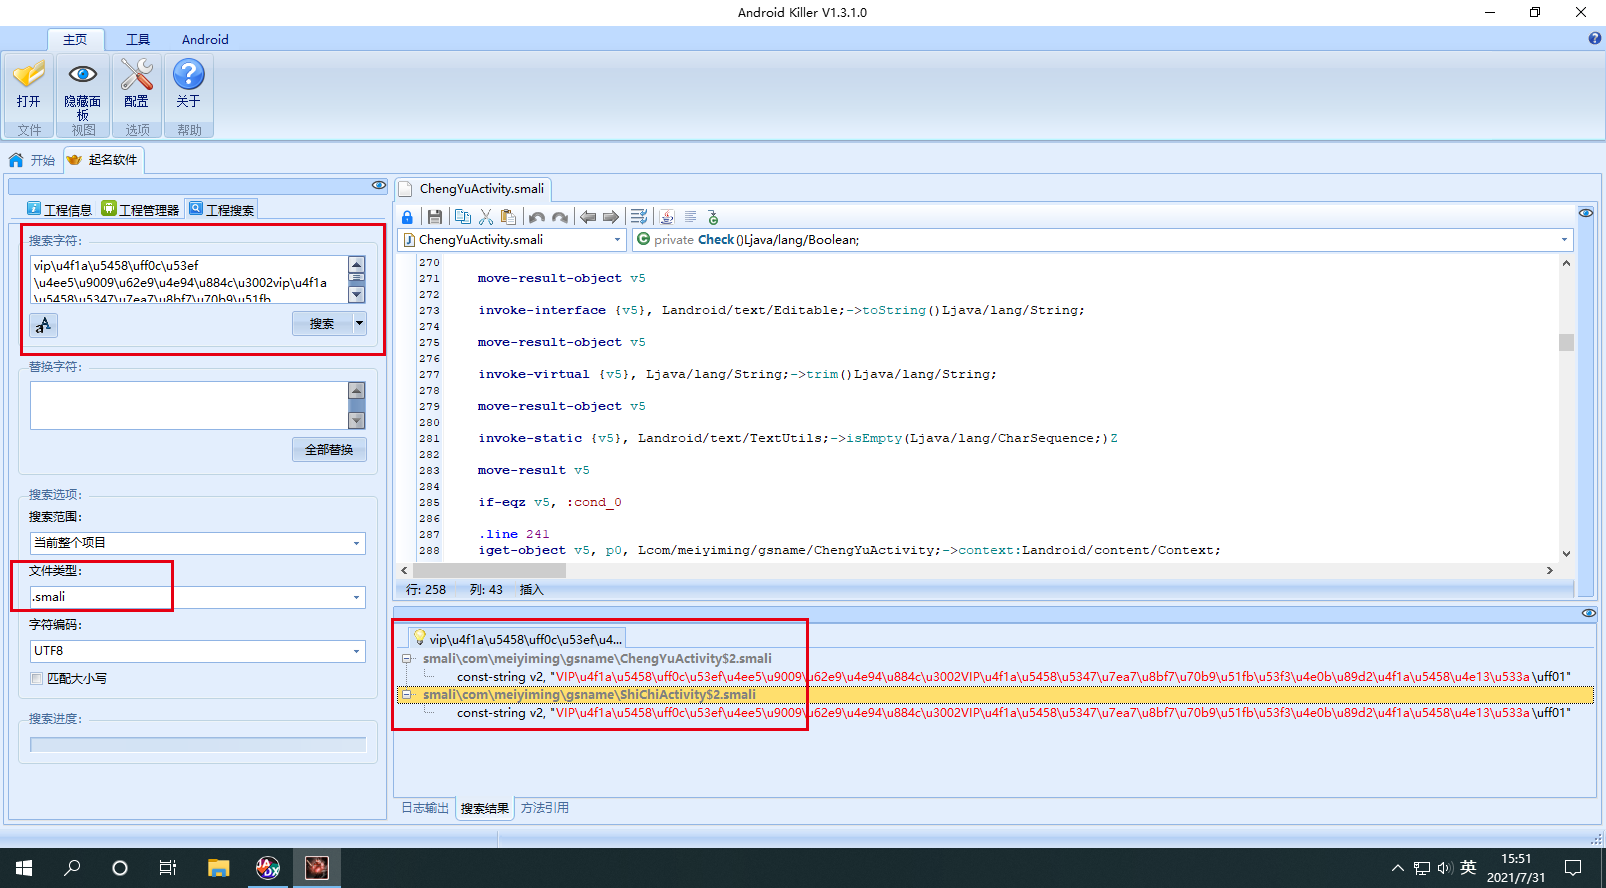 Android Killer V1.3.1.0
主页 工具 Android
打开 隐藏面板 配置 关于
文件 视图 选项 帮助
开始 起名软件
工程信息 工程管理器 工程搜索
搜索字符:
vip\u4f1a\u5458\uff0c\u53ef
\u4ee5\u9009\u62e9\u4e94\u884c\u3002vip\u4f1a
\u5458\u5347\u7ea7\u8bf7\u70b9\u51fb
aA
搜索
替换字符:
全部替换
搜索选项:
搜索范围:
当前整个项目
文件类型:
.smali
字符编码:
UTF8
匹配大小写
搜索进度:
ChengYuActivity.smali
ChengYuActivity.smali private Check()Ljava/lang/Boolean;
270
271 move-result-object v5
272
273 invoke-interface {v5}, Landroid/text/Editable;->toString()Ljava/lang/String;
274
275 move-result-object v5
276
277 invoke-virtual {v5}, Ljava/lang/String;->trim()Ljava/lang/String;
278
279 move-result-object v5
280
281 invoke-static {v5}, Landroid/text/TextUtils;->isEmpty(Ljava/lang/CharSequence;)Z
282
283 move-result v5
284
285 if-eqz v5, :cond_0
286
287 .line 241
288 iget-object v5, p0, Lcom/meiyiming/gsname/ChengYuActivity;->context:Landroid/content/Context;
行: 258 列: 43 插入
vip\u4f1a\u5458\uff0c\u53ef\u4...
smali\com\meiyiming\gsname\ChengYuActivity$2.smali
const-string v2, "VIP\u4f1a\u5458\uff0c\u53ef\u4ee5\u9009\u62e9\u4e94\u884c\u3002VIP\u4f1a\u5458\u5347\u7ea7\u8bf7\u70b9\u51fb\u53f3\u4e0b\u89d2\u4f1a\u5458\u4e13\u533a\uff01"
smali\com\meiyiming\gsname\ShiChiActivity$2.smali
const-string v2, "VIP\u4f1a\u5458\uff0c\u53ef\u4ee5\u9009\u62e9\u4e94\u884c\u3002VIP\u4f1a\u5458\u5347\u7ea7\u8bf7\u70b9\u51fb\u53f3\u4e0b\u89d2\u4f1a\u5458\u4e13\u533a\uff01"
日志输出 搜索结果 方法引用
英
15:51
2021/7/31